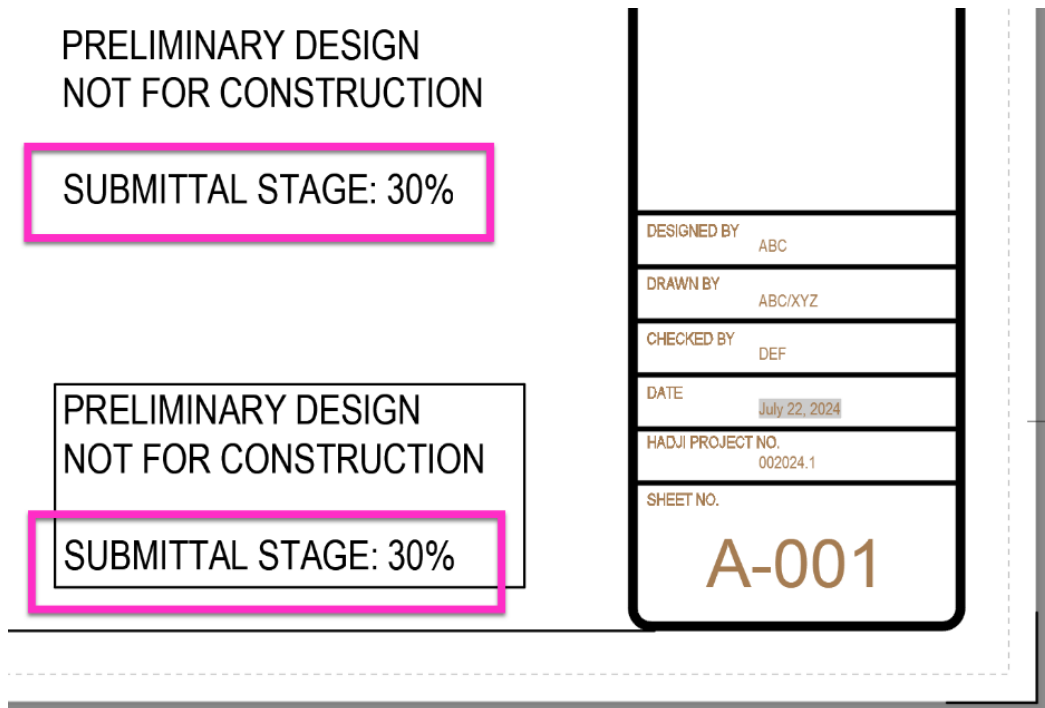 PRELIMINARY DESIGN
NOT FOR CONSTRUCTION
SUBMITTAL STAGE: 30%
PRELIMINARY DESIGN
NOT FOR CONSTRUCTION
SUBMITTAL STAGE: 30%
DESIGNED BY
ABC
DRAWN BY
ABC/XYZ
CHECKED BY
DEF
DATE
July 22, 2024
HADJI PROJECT NO.
002024.1
SHEET NO.
A-001